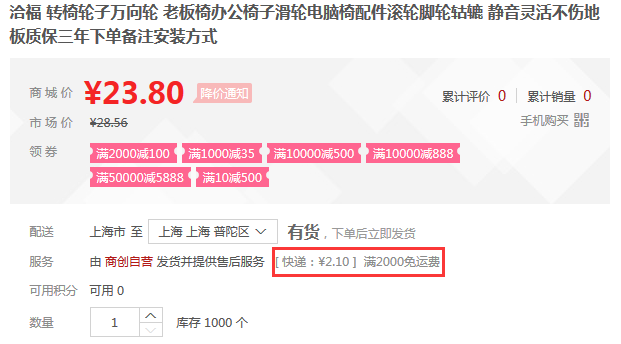 洽福 转椅轮子万向轮 老板椅办公椅子滑轮电脑椅配件滚轮脚轮轱辘 静音灵活不伤地
板质保三年下单备注安装方式
商城价 ¥23.80 降价通知 累计评价 0 累计销量 0
市场价 ¥28.56 手机购买
领券 满2000减100 满1000减35 满10000减500 满10000减888
满50000减5888 满10减500
配送 上海市 至 上海 上海 普陀区 有货，下单后立即发货
服务 由 商创自营 发货并提供售后服务 [ 快递：¥2.10 ] 满2000免运费
可用积分 可用 0
数量 1 库存 1000 个